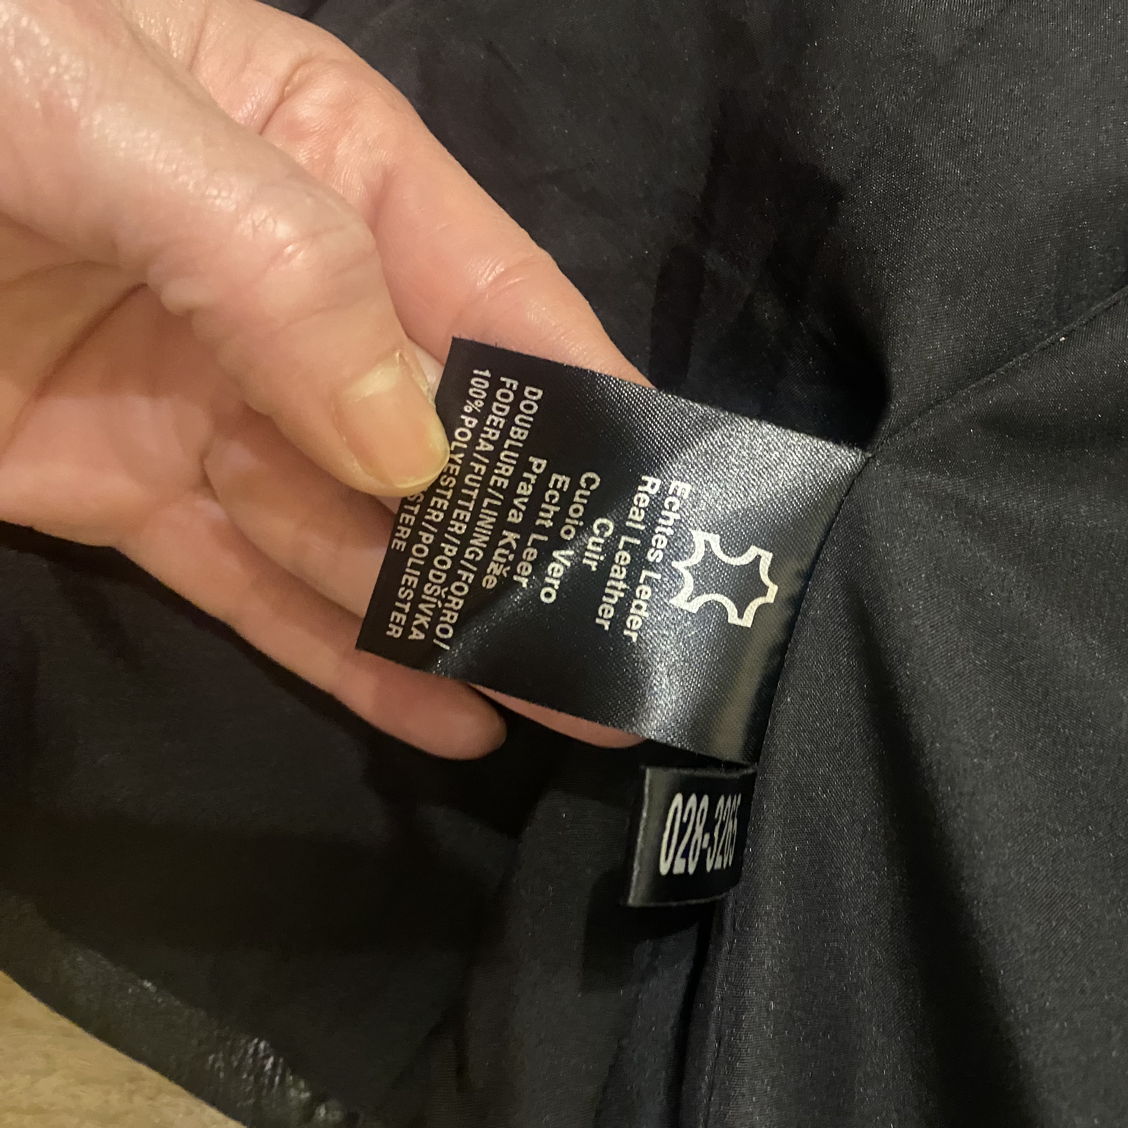 Echtes Leder
Real Leather
Cuir
Cuoio Vero
Echt Leer
Prava Kůže
DOUBLURE/LINING/FORRO/
FODERA/FUTTER/PODŠÍVKA
100%POLYESTER/POLIESTER
028-3265